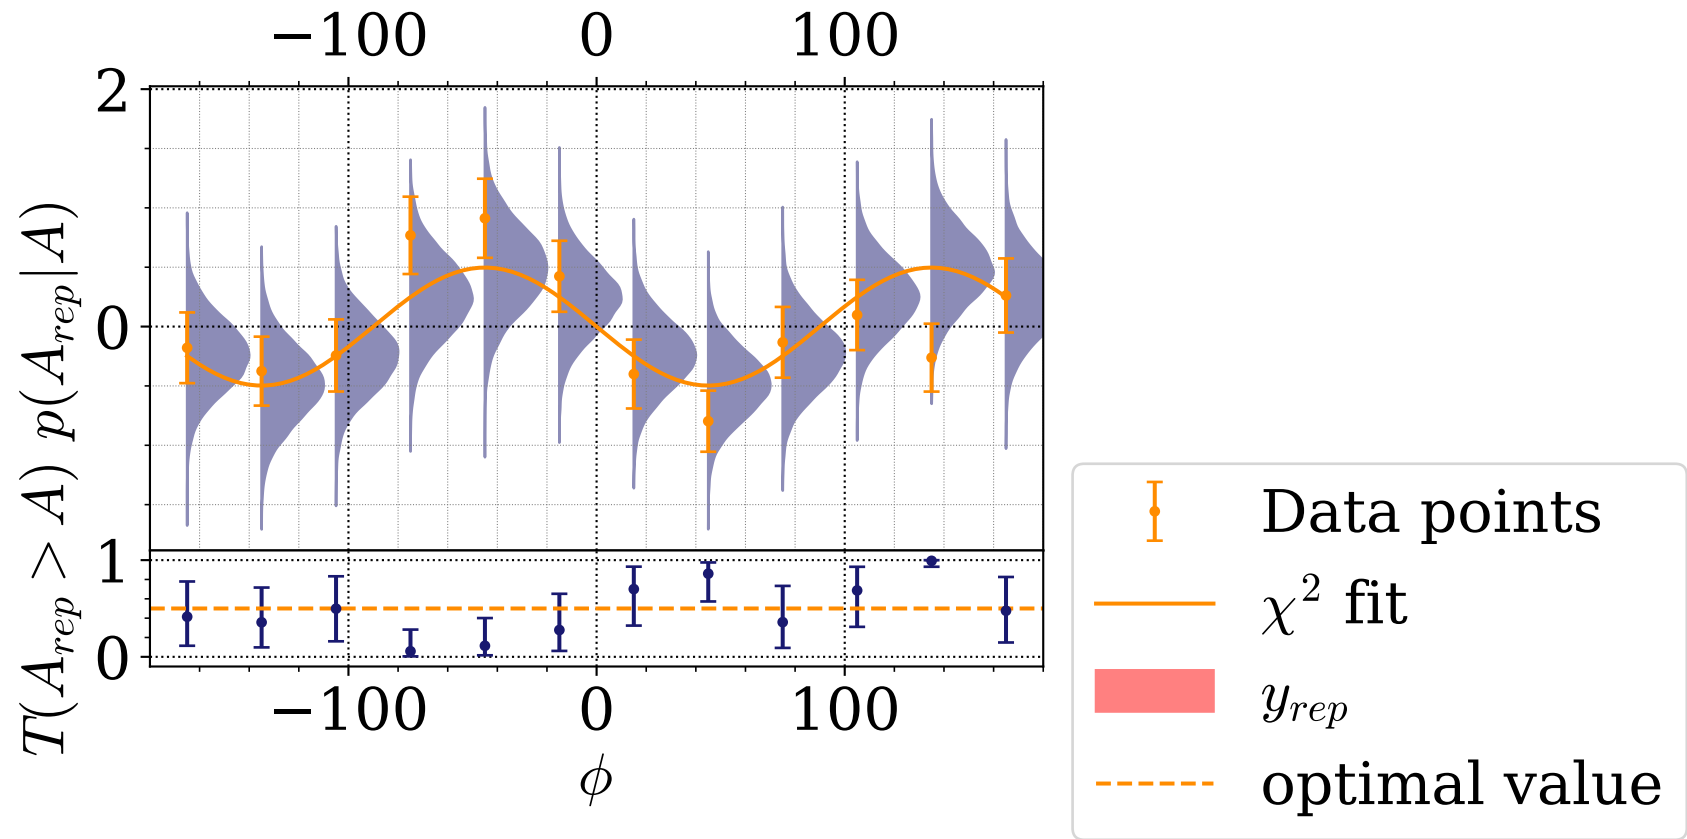 −100 0 100
2
0
p(A_rep|A)
1
0
T(A_rep > A)
−100 0 100
ϕ
Data points
χ² fit
y_rep
optimal value